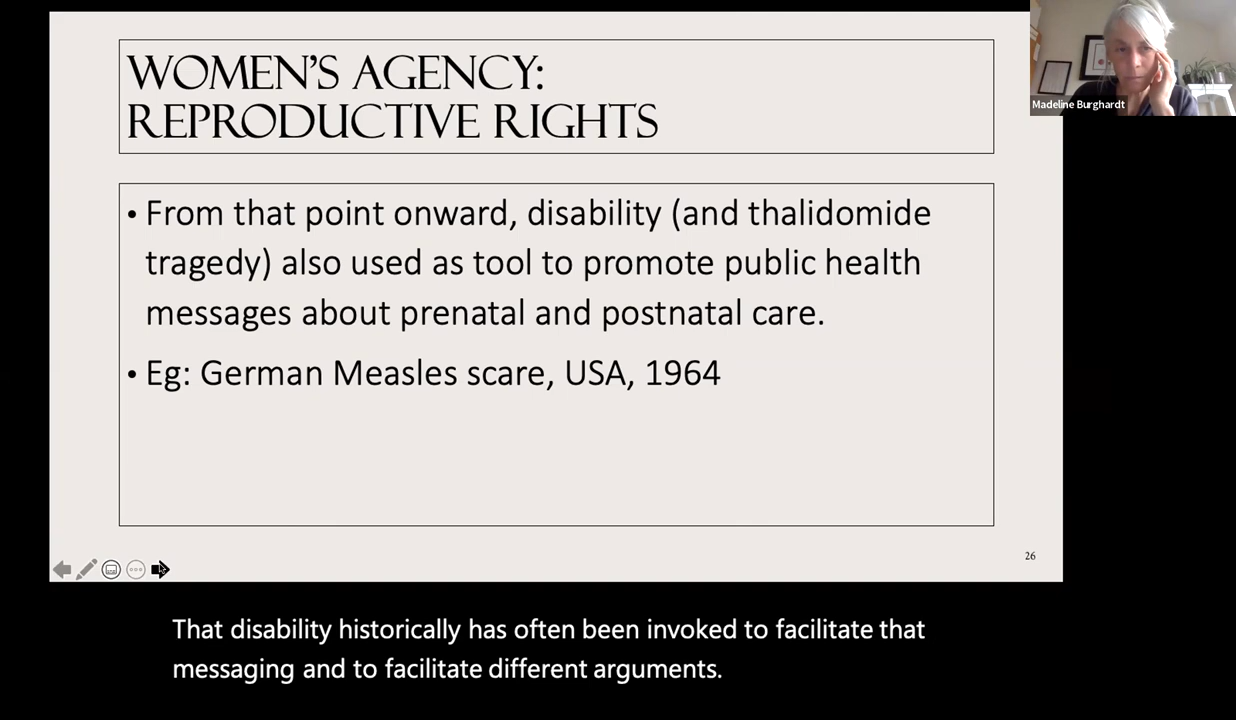 WOMEN'S AGENCY:
REPRODUCTIVE RIGHTS
Madeline Burghardt
• From that point onward, disability (and thalidomide
tragedy) also used as tool to promote public health
messages about prenatal and postnatal care.
• Eg: German Measles scare, USA, 1964
26
That disability historically has often been invoked to facilitate that
messaging and to facilitate different arguments.